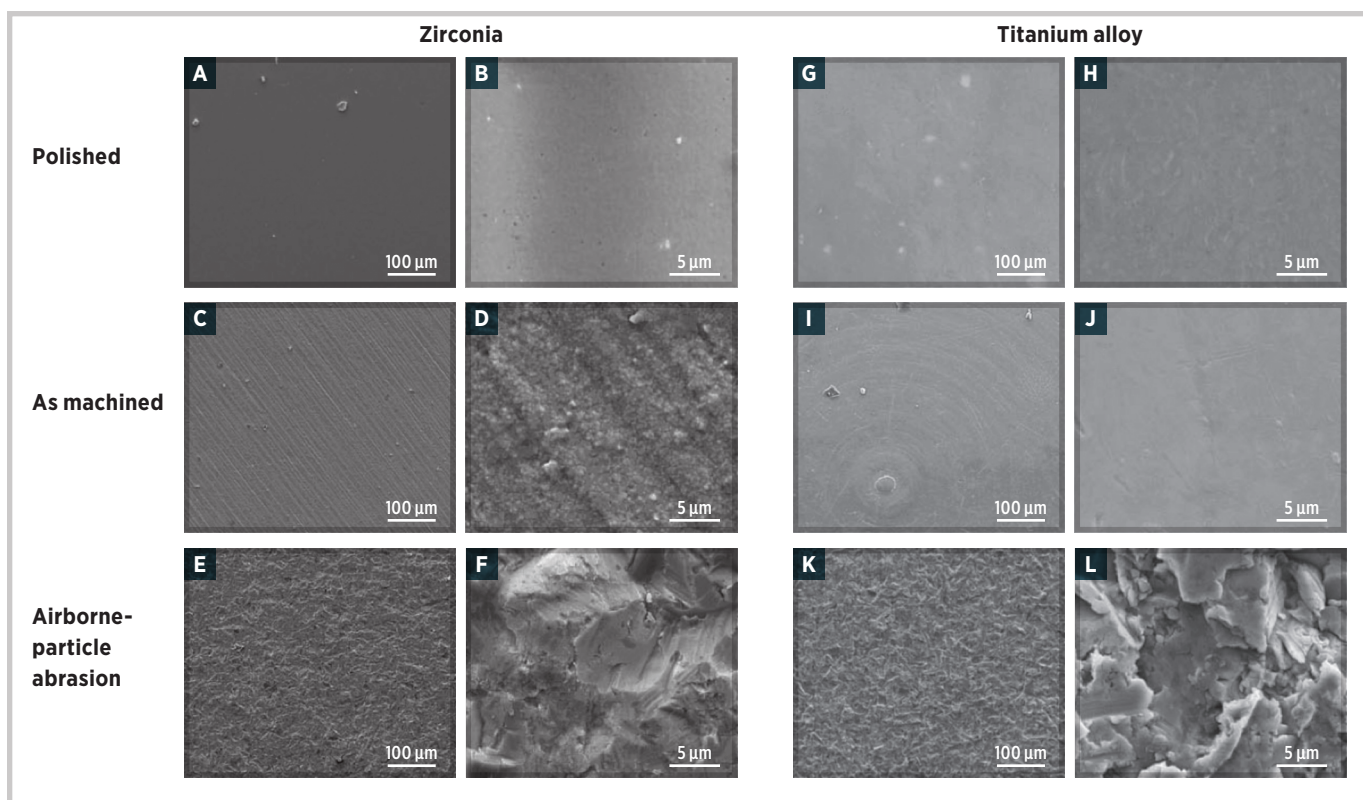 Zirconia Titanium alloy
Polished
A
100 µm
B
5 µm
G
100 µm
H
5 µm
As machined
C
100 µm
D
5 µm
I
100 µm
J
5 µm
Airborne-
particle
abrasion
E
100 µm
F
5 µm
K
100 µm
L
5 µm